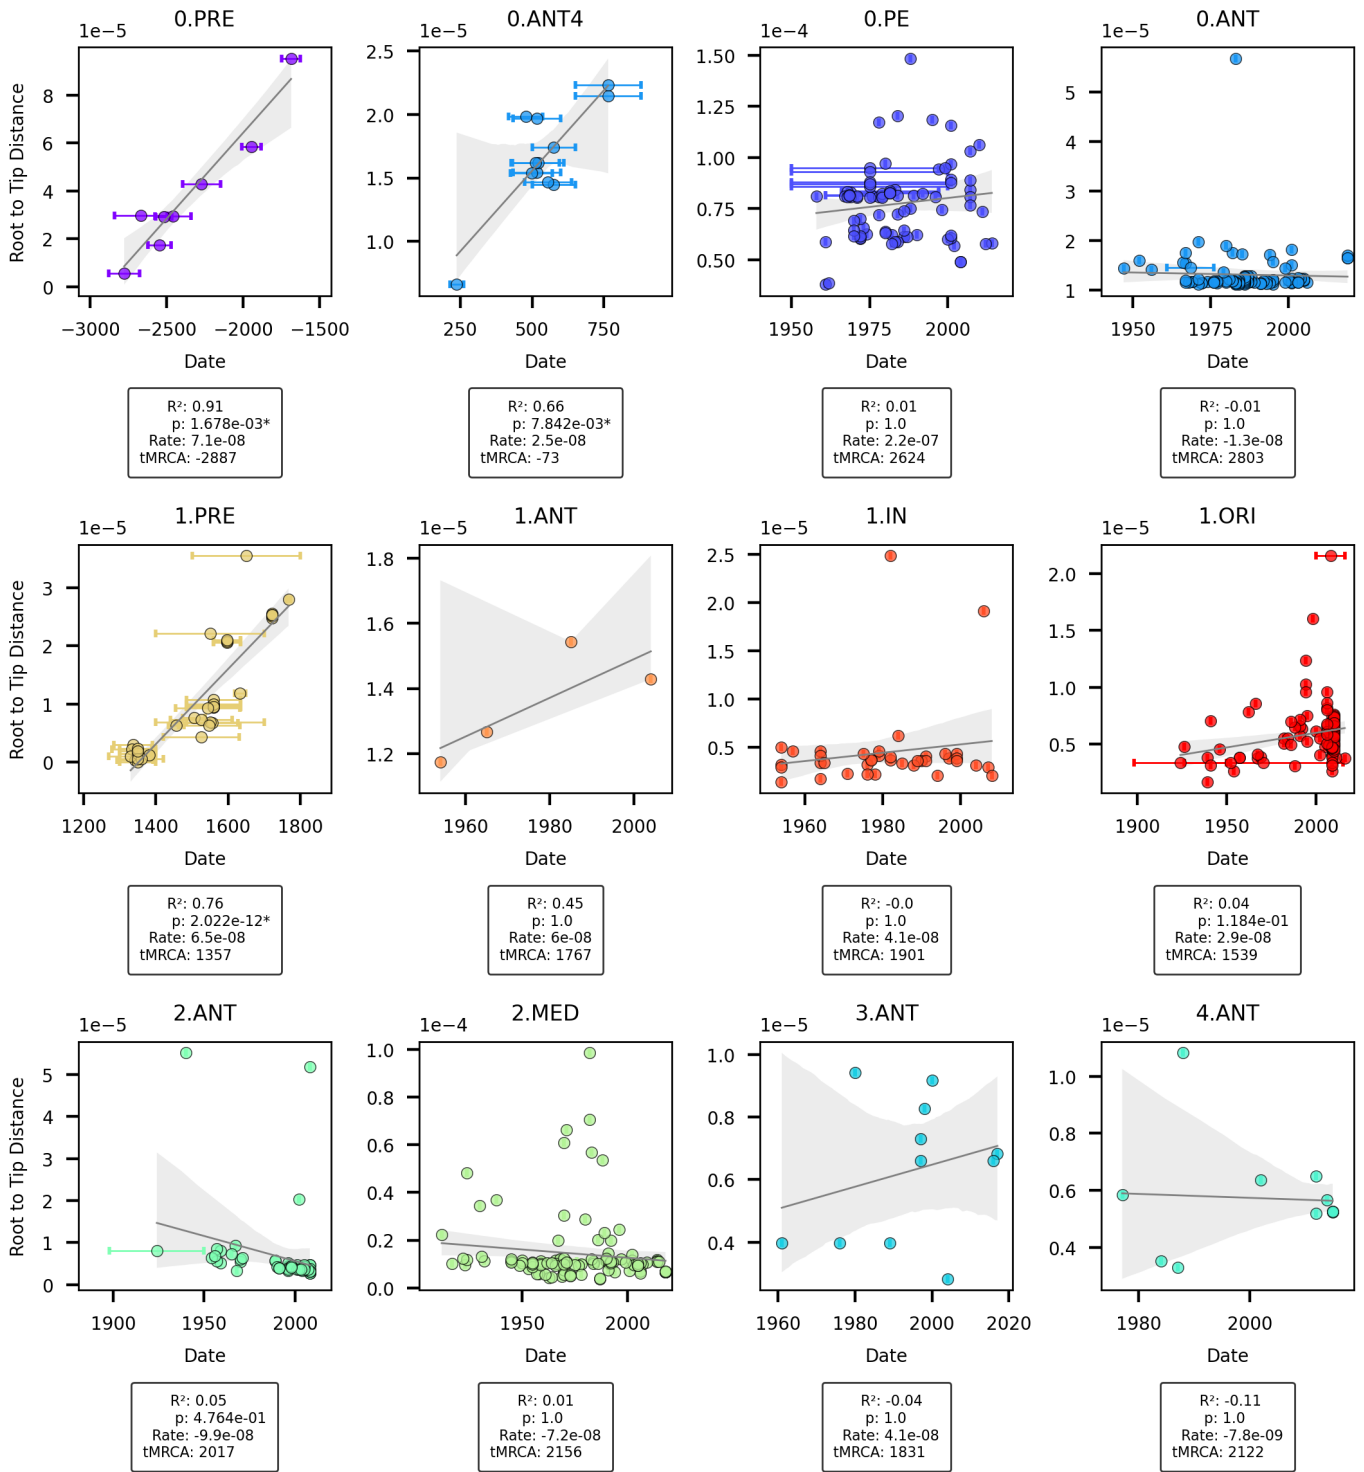 0.PRE
0.ANT4
0.PE
0.ANT
1e−5
1e−5
1e−4
1e−5
Root to Tip Distance
8
6
4
2
0
2.5
2.0
1.5
1.0
1.50
1.25
1.00
0.75
0.50
5
4
3
2
1
−3000 −2500 −2000 −1500
250 500 750
1950 1975 2000
1950 1975 2000
Date
Date
Date
Date
R²: 0.91
p: 1.678e-03*
Rate: 7.1e-08
tMRCA: -2887
R²: 0.66
p: 7.842e-03*
Rate: 2.5e-08
tMRCA: -73
R²: 0.01
p: 1.0
Rate: 2.2e-07
tMRCA: 2624
R²: -0.01
p: 1.0
Rate: -1.3e-08
tMRCA: 2803
1.PRE
1.ANT
1.IN
1.ORI
1e−5
1e−5
1e−5
1e−5
Root to Tip Distance
3
2
1
0
1.8
1.6
1.4
1.2
2.5
2.0
1.5
1.0
0.5
2.0
1.5
1.0
0.5
1200 1400 1600 1800
1960 1980 2000
1960 1980 2000
1900 1950 2000
Date
Date
Date
Date
R²: 0.76
p: 2.022e-12*
Rate: 6.5e-08
tMRCA: 1357
R²: 0.45
p: 1.0
Rate: 6e-08
tMRCA: 1767
R²: -0.0
p: 1.0
Rate: 4.1e-08
tMRCA: 1901
R²: 0.04
p: 1.184e-01
Rate: 2.9e-08
tMRCA: 1539
2.ANT
2.MED
3.ANT
4.ANT
1e−5
1e−4
1e−5
1e−5
Root to Tip Distance
5
4
3
2
1
0
1.0
0.8
0.6
0.4
0.2
0.0
1.0
0.8
0.6
0.4
1.0
0.8
0.6
0.4
1900 1950 2000
1950 2000
1960 1980 2000 2020
1980 2000
Date
Date
Date
Date
R²: 0.05
p: 4.764e-01
Rate: -9.9e-08
tMRCA: 2017
R²: 0.01
p: 1.0
Rate: -7.2e-08
tMRCA: 2156
R²: -0.04
p: 1.0
Rate: 4.1e-08
tMRCA: 1831
R²: -0.11
p: 1.0
Rate: -7.8e-09
tMRCA: 2122